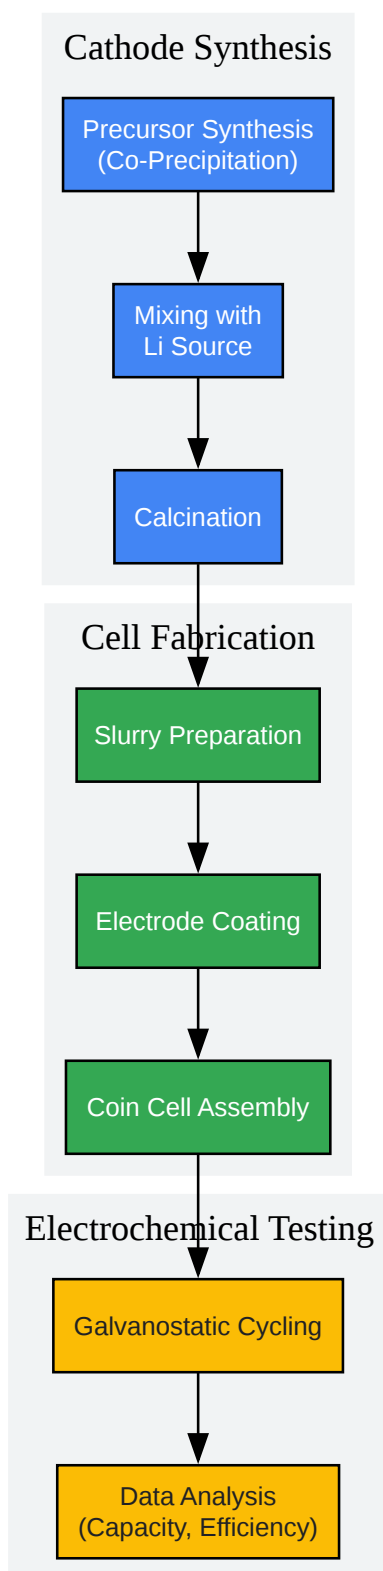 Cathode Synthesis
Precursor Synthesis
(Co-Precipitation)
Mixing with
Li Source
Calcination
Cell Fabrication
Slurry Preparation
Electrode Coating
Coin Cell Assembly
Electrochemical Testing
Galvanostatic Cycling
Data Analysis
(Capacity, Efficiency)